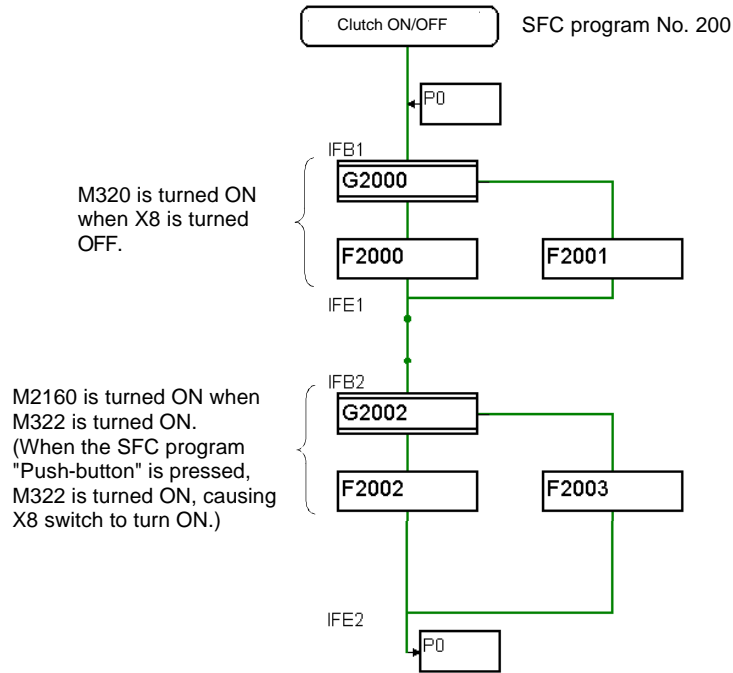 Clutch ON/OFF
SFC program No. 200
P0
IFB1
G2000
M320 is turned ON
when X8 is turned
OFF.
F2000
F2001
IFE1
IFB2
G2002
M2160 is turned ON when
M322 is turned ON.
(When the SFC program
"Push-button" is pressed,
M322 is turned ON, causing
X8 switch to turn ON.)
F2002
F2003
IFE2
P0